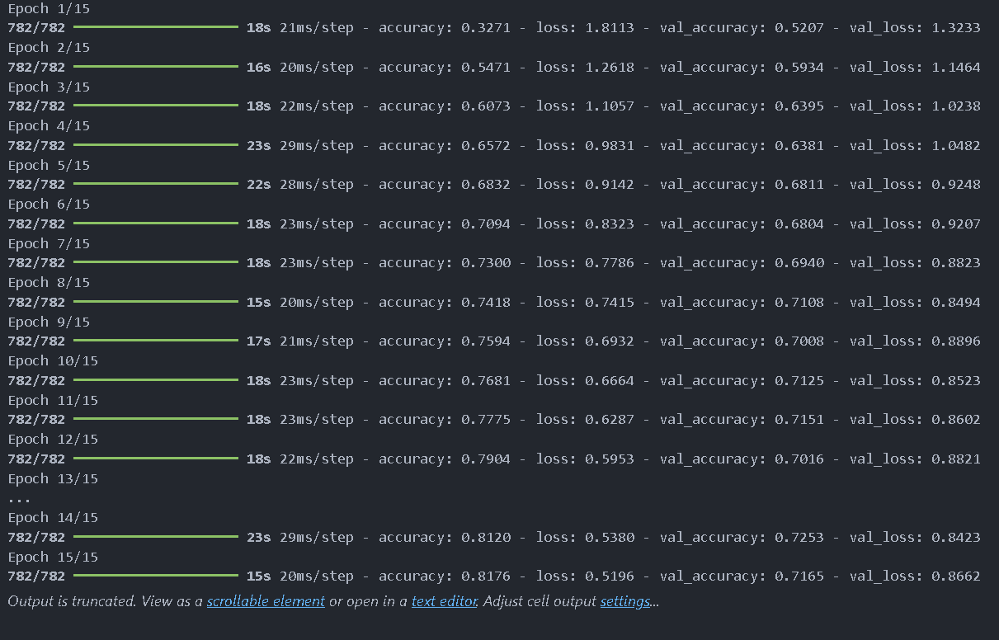 Epoch 1/15
782/782 18s 21ms/step - accuracy: 0.3271 - loss: 1.8113 - val_accuracy: 0.5207 - val_loss: 1.3233
Epoch 2/15
782/782 16s 20ms/step - accuracy: 0.5471 - loss: 1.2618 - val_accuracy: 0.5934 - val_loss: 1.1464
Epoch 3/15
782/782 18s 22ms/step - accuracy: 0.6073 - loss: 1.1057 - val_accuracy: 0.6395 - val_loss: 1.0238
Epoch 4/15
782/782 23s 29ms/step - accuracy: 0.6572 - loss: 0.9831 - val_accuracy: 0.6381 - val_loss: 1.0482
Epoch 5/15
782/782 22s 28ms/step - accuracy: 0.6832 - loss: 0.9142 - val_accuracy: 0.6811 - val_loss: 0.9248
Epoch 6/15
782/782 18s 23ms/step - accuracy: 0.7094 - loss: 0.8323 - val_accuracy: 0.6804 - val_loss: 0.9207
Epoch 7/15
782/782 18s 23ms/step - accuracy: 0.7300 - loss: 0.7786 - val_accuracy: 0.6940 - val_loss: 0.8823
Epoch 8/15
782/782 15s 20ms/step - accuracy: 0.7418 - loss: 0.7415 - val_accuracy: 0.7108 - val_loss: 0.8494
Epoch 9/15
782/782 17s 21ms/step - accuracy: 0.7594 - loss: 0.6932 - val_accuracy: 0.7008 - val_loss: 0.8896
Epoch 10/15
782/782 18s 23ms/step - accuracy: 0.7681 - loss: 0.6664 - val_accuracy: 0.7125 - val_loss: 0.8523
Epoch 11/15
782/782 18s 23ms/step - accuracy: 0.7775 - loss: 0.6287 - val_accuracy: 0.7151 - val_loss: 0.8602
Epoch 12/15
782/782 18s 22ms/step - accuracy: 0.7904 - loss: 0.5953 - val_accuracy: 0.7016 - val_loss: 0.8821
Epoch 13/15
...
Epoch 14/15
782/782 23s 29ms/step - accuracy: 0.8120 - loss: 0.5380 - val_accuracy: 0.7253 - val_loss: 0.8423
Epoch 15/15
782/782 15s 20ms/step - accuracy: 0.8176 - loss: 0.5196 - val_accuracy: 0.7165 - val_loss: 0.8662
Output is truncated. View as a scrollable element or open in a text editor. Adjust cell output settings...